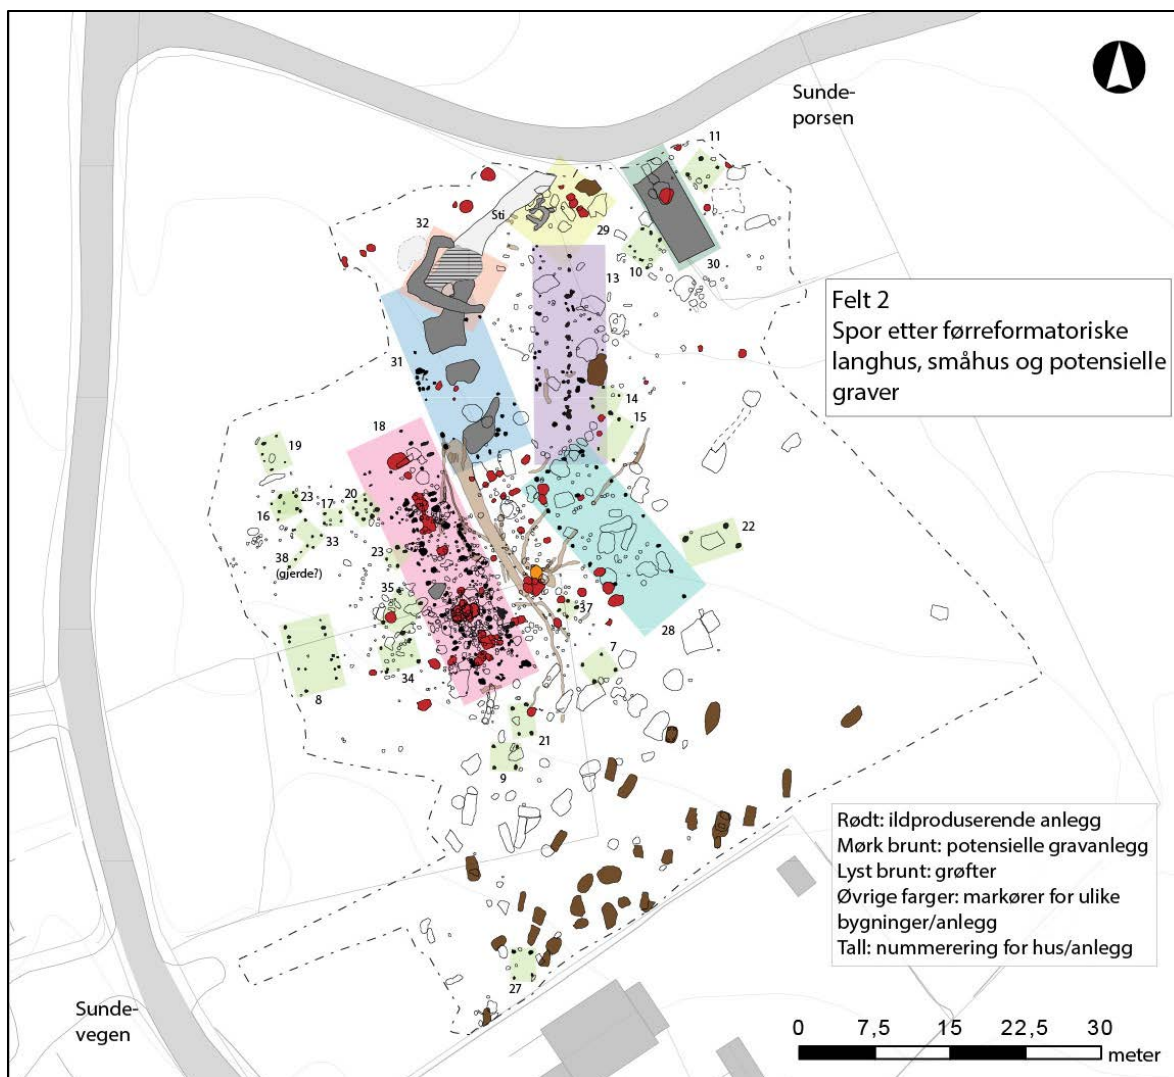 Sunde-
porsen
11
32
Sti
29
10
30
13
Felt 2
Spor etter førreformatoriske
langhus, småhus og potensielle
graver
31
14
15
18
19
23
17
20
16
33
22
38
(gjerde?)
23
35
37
28
7
8
34
21
9
Rødt: ildproduserende anlegg
Mørk brunt: potensielle gravanlegg
Lyst brunt: grøfter
Øvrige farger: markører for ulike
bygninger/anlegg
Tall: nummerering for hus/anlegg
27
Sunde-
vegen
0 7,5 15 22,5 30
meter